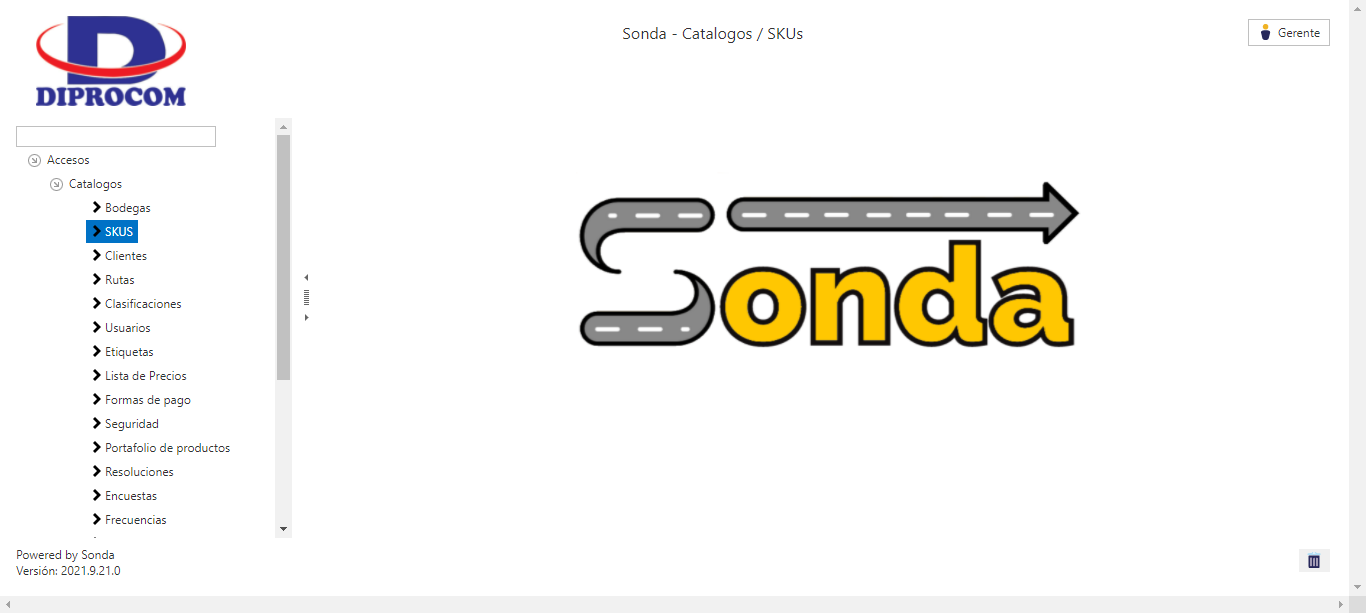 DIPROCOM
Sonda - Catalogos / SKUs
Gerente
Accesos
Catalogos
Bodegas
SKUS
Clientes
Rutas
Clasificaciones
Usuarios
Etiquetas
Lista de Precios
Formas de pago
Seguridad
Portafolio de productos
Resoluciones
Encuestas
Frecuencias
Sonda
Powered by Sonda
Versión: 2021.9.21.0